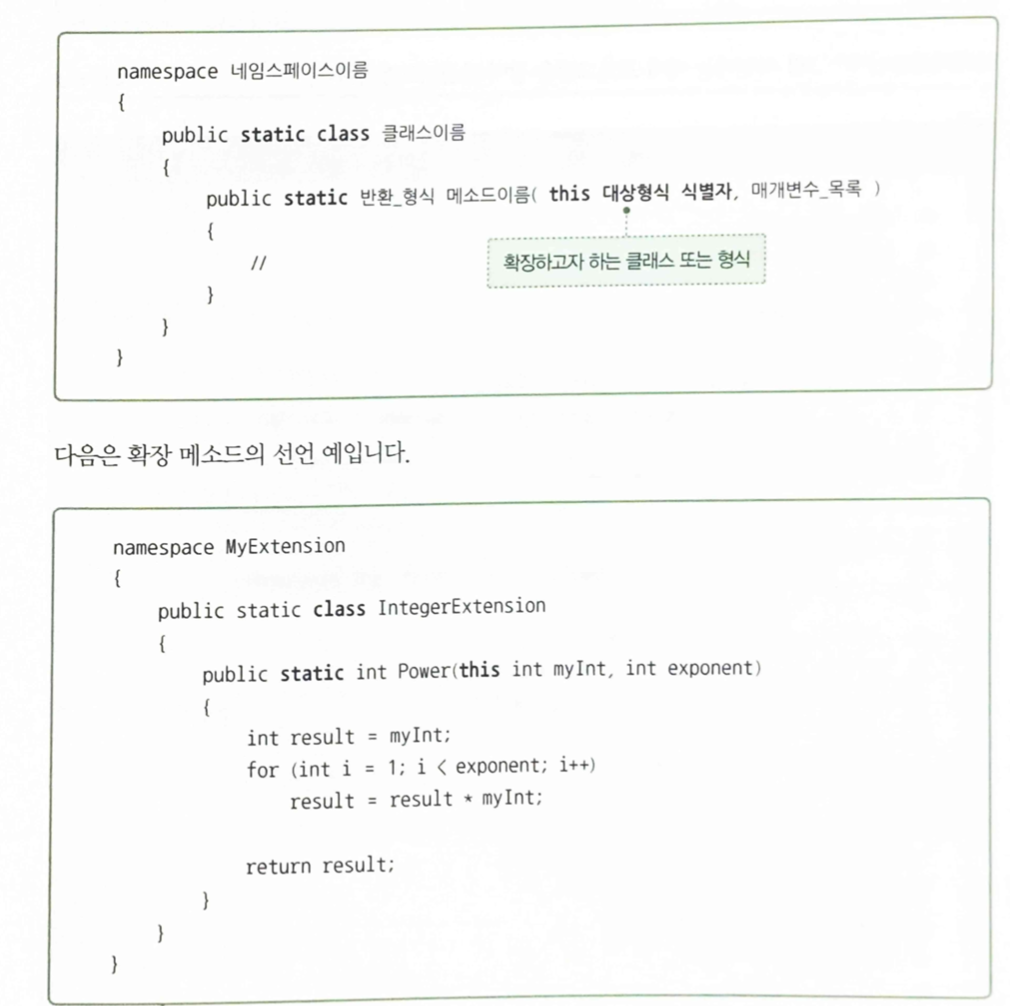 namespace 네임스페이스이름
{
public static class 클래스이름
{
public static 반환_형식 메소드이름( this 대상형식 식별자, 매개변수_목록 )
{
//
확장하고자 하는 클래스 또는 형식
}
}
}
다음은 확장 메소드의 선언 예입니다.
namespace MyExtension
{
public static class IntegerExtension
{
public static int Power(this int myInt, int exponent)
{
int result = myInt;
for (int i = 1; i < exponent; i++)
result = result * myInt;
return result;
}
}
}